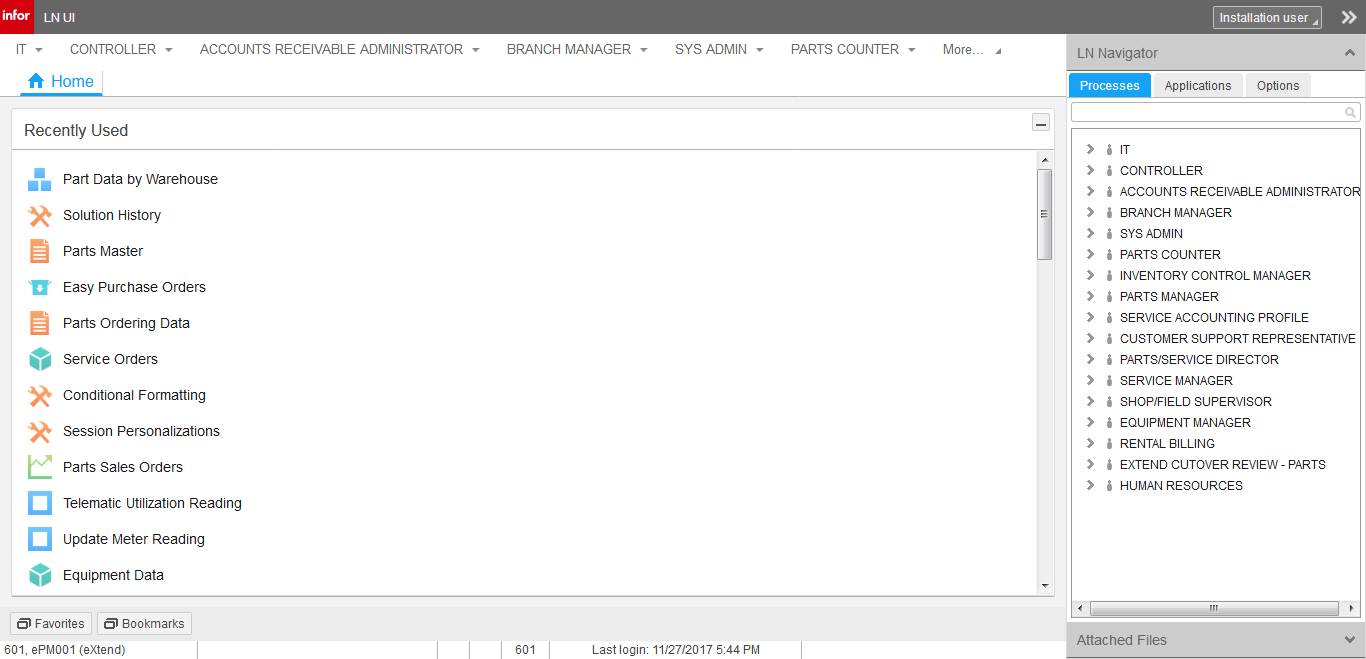 infor LN UI Installation user
IT CONTROLLER ACCOUNTS RECEIVABLE ADMINISTRATOR BRANCH MANAGER SYS ADMIN PARTS COUNTER More...
Home
Recently Used
Part Data by Warehouse
Solution History
Parts Master
Easy Purchase Orders
Parts Ordering Data
Service Orders
Conditional Formatting
Session Personalizations
Parts Sales Orders
Telematic Utilization Reading
Update Meter Reading
Equipment Data
Favorites Bookmarks
601, ePM001 (eXtend) 601 Last login: 11/27/2017 5:44 PM
LN Navigator
Processes Applications Options
IT
CONTROLLER
ACCOUNTS RECEIVABLE ADMINISTRATOR
BRANCH MANAGER
SYS ADMIN
PARTS COUNTER
INVENTORY CONTROL MANAGER
PARTS MANAGER
SERVICE ACCOUNTING PROFILE
CUSTOMER SUPPORT REPRESENTATIVE
PARTS/SERVICE DIRECTOR
SERVICE MANAGER
SHOP/FIELD SUPERVISOR
EQUIPMENT MANAGER
RENTAL BILLING
EXTEND CUTOVER REVIEW - PARTS
HUMAN RESOURCES
Attached Files